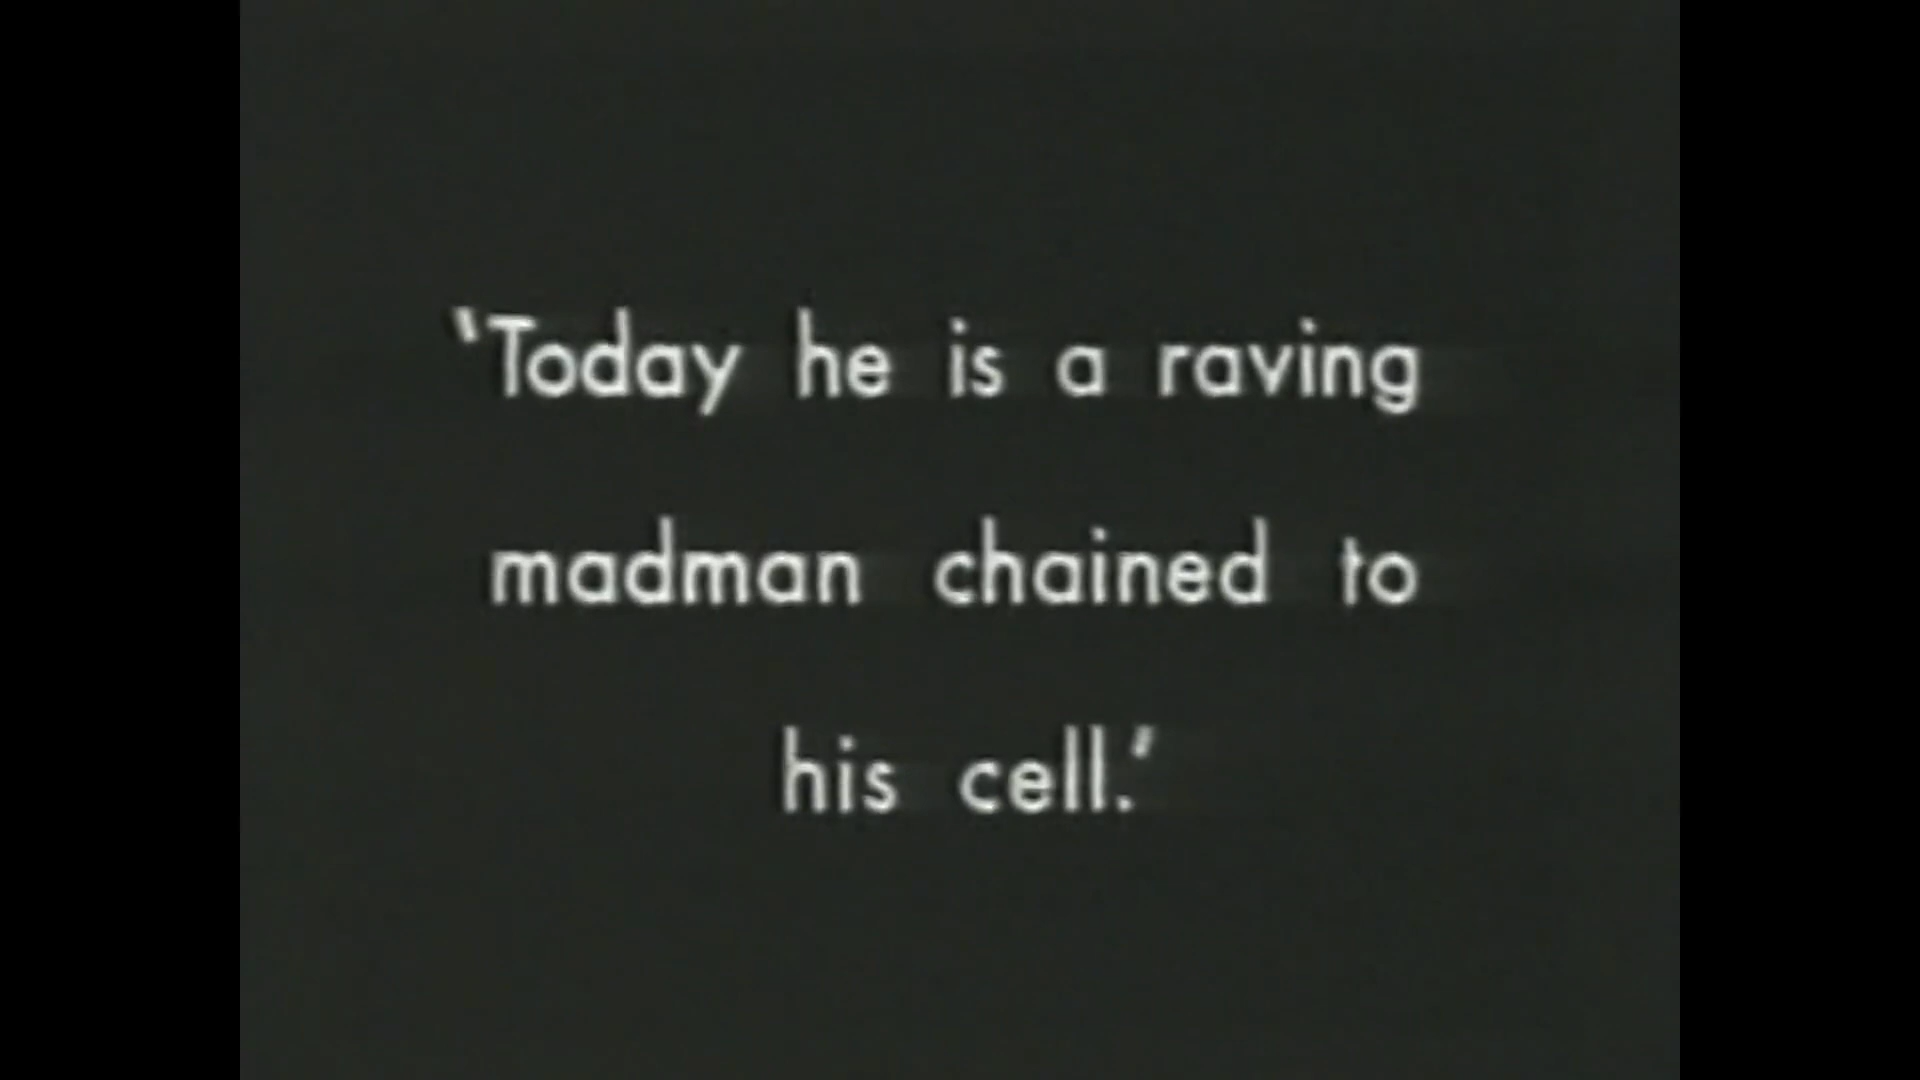 ‘Today he is a raving
madman chained to
his cell.’